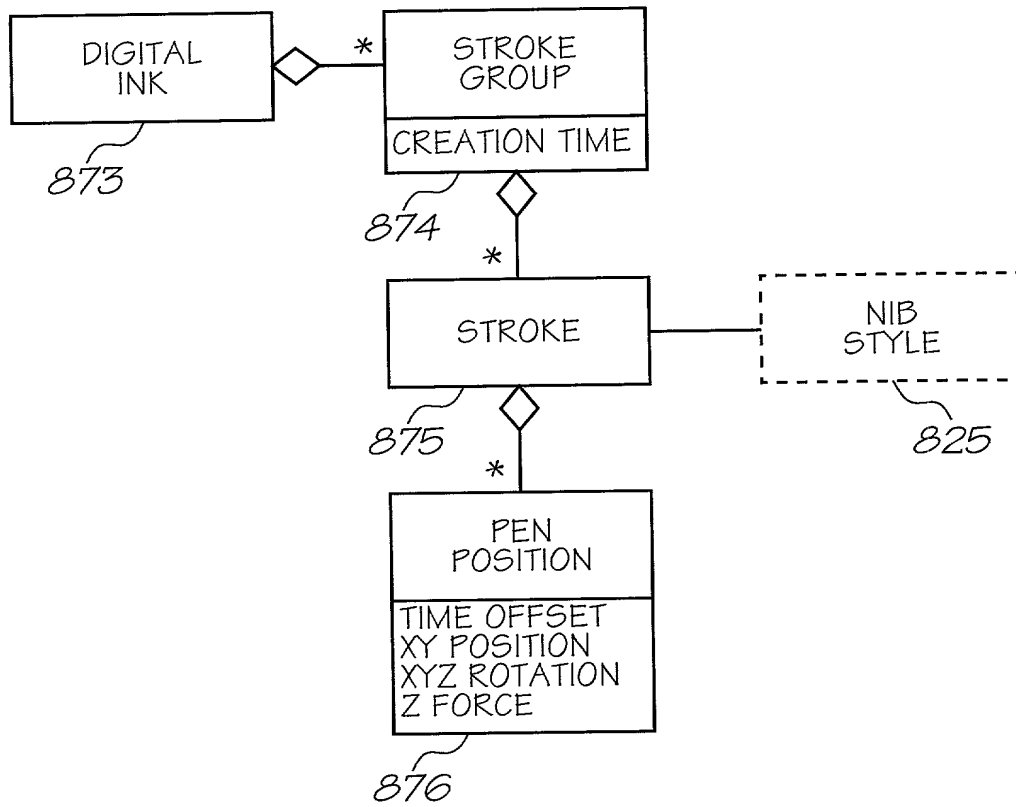 DIGITAL
INK
873
*
STROKE
GROUP
CREATION TIME
874
*
STROKE
875
NIB
STYLE
825
*
PEN
POSITION
TIME OFFSET
XY POSITION
XYZ ROTATION
Z FORCE
876